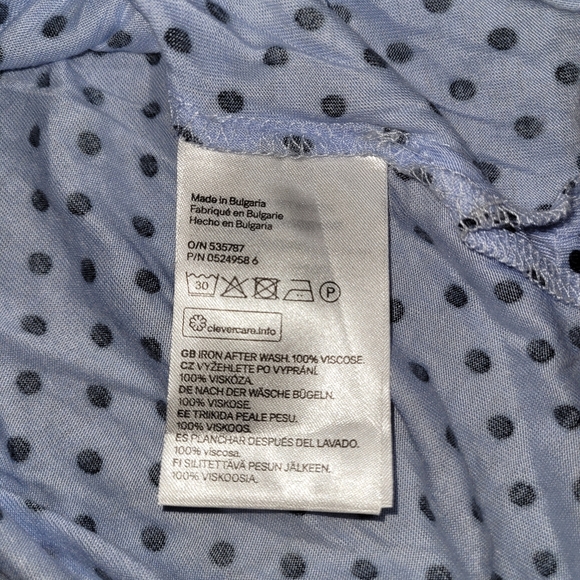 Made in Bulgaria
Fabriqué en Bulgarie
Hecho en Bulgaria
O/N 535787
P/N 0524958 6
30 P
clevercare.info
GB IRON AFTER WASH. 100% VISCOSE.
CZ VYŽEHLETE PO VYPRÁNÍ.
100% VISKÓZA.
DE NACH DER WÄSCHE BÜGELN.
100% VISKOSE.
EE TRIIKIDA PEALE PESU.
100% VISKOOS.
ES PLANCHAR DESPUÉS DEL LAVADO.
100% viscosa.
FI SILITETTÄVÄ PESUN JÄLKEEN.
100% VISKOOSIA.